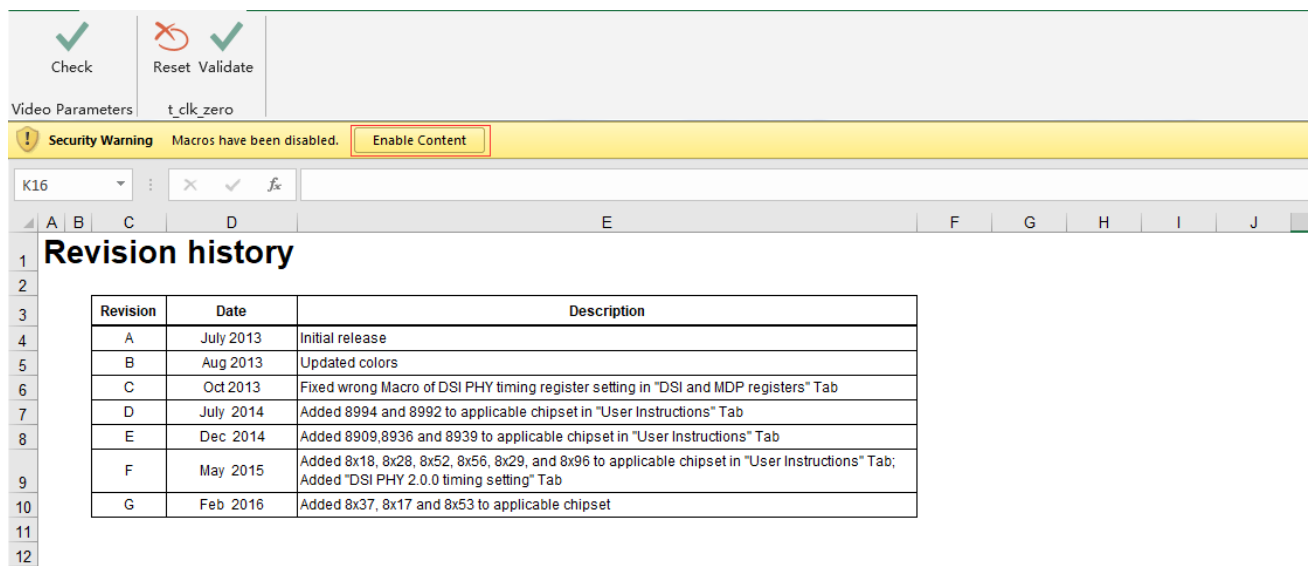 Check
Reset Validate
Video Parameters
t_clk_zero
Security Warning Macros have been disabled. Enable Content
K16 fx
A B C D E F G H I J
1 Revision history
2
3 Revision Date Description
4 A July 2013 Initial release
5 B Aug 2013 Updated colors
6 C Oct 2013 Fixed wrong Macro of DSI PHY timing register setting in "DSI and MDP registers" Tab
7 D July 2014 Added 8994 and 8992 to applicable chipset in "User Instructions" Tab
8 E Dec 2014 Added 8909,8936 and 8939 to applicable chipset in "User Instructions" Tab
9 F May 2015 Added 8x18, 8x28, 8x52, 8x56, 8x29, and 8x96 to applicable chipset in "User Instructions" Tab;
Added "DSI PHY 2.0.0 timing setting" Tab
10 G Feb 2016 Added 8x37, 8x17 and 8x53 to applicable chipset
11
12